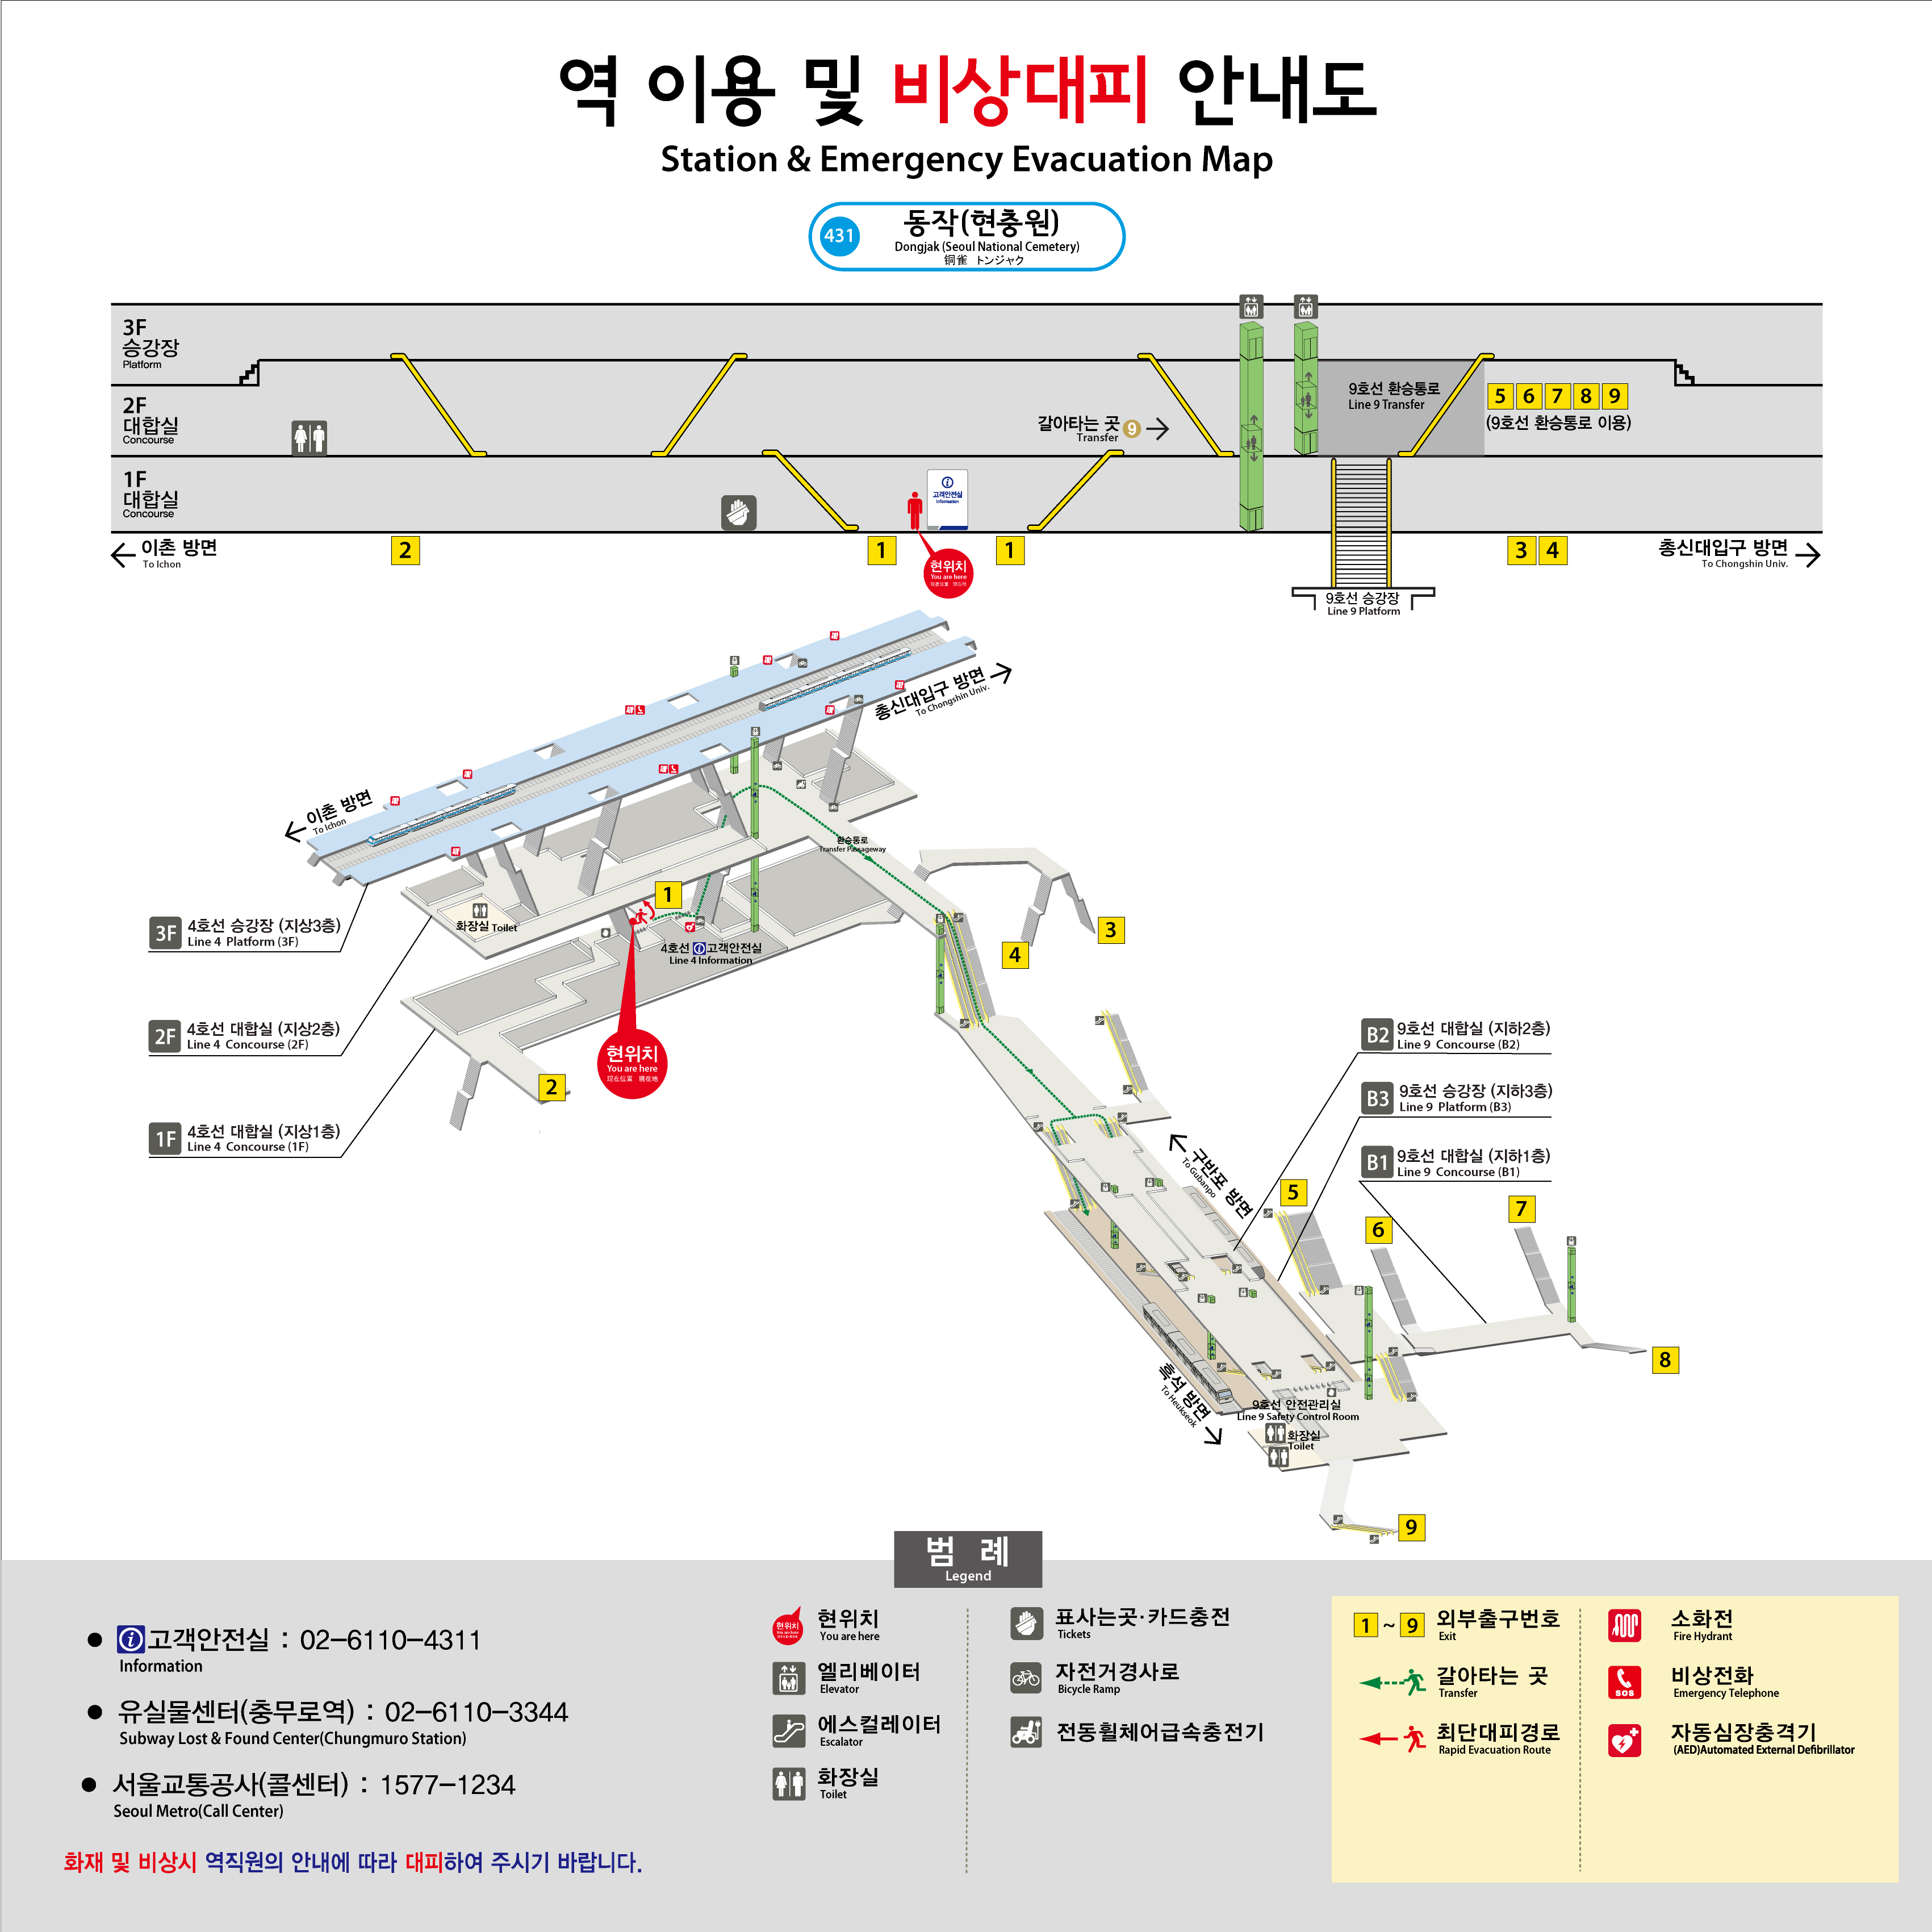 역 이용 및 비상대피 안내도
Station & Emergency Evacuation Map
431
동작(현충원)
Dongjak (Seoul National Cemetery)
铜雀 トンジャク
3F
승강장
Platform
2F
대합실
Concourse
1F
대합실
Concourse
갈아타는 곳 9
Transfer
9호선 환승통로
Line 9 Transfer
5 6 7 8 9
(9호선 환승통로 이용)
고객안전실
Information
이촌 방면
To Ichon
2
1
현위치
You are here
1
3 4
총신대입구 방면
To Chongshin Univ.
9호선 승강장
Line 9 Platform
총신대입구 방면
To Chongshin Univ.
이촌 방면
To Ichon
환승통로
Transfer Passageway
1
화장실 Toilet
4호선 고객안전실
Line 4 Information
3
4
3F 4호선 승강장 (지상3층)
Line 4 Platform (3F)
2F 4호선 대합실 (지상2층)
Line 4 Concourse (2F)
1F 4호선 대합실 (지상1층)
Line 4 Concourse (1F)
현위치
You are here
现在位置 現在地
2
B2 9호선 대합실 (지하2층)
Line 9 Concourse (B2)
B3 9호선 승강장 (지하3층)
Line 9 Platform (B3)
B1 9호선 대합실 (지하1층)
Line 9 Concourse (B1)
구반포 방면
To Gubanpo
5
6
7
8
흑석 방면
To Heukseok
9호선 안전관리실
Line 9 Safety Control Room
화장실
Toilet
9
범 례
Legend
고객안전실 : 02-6110-4311
Information
유실물센터(충무로역) : 02-6110-3344
Subway Lost & Found Center(Chungmuro Station)
서울교통공사(콜센터) : 1577-1234
Seoul Metro(Call Center)
화재 및 비상시 역직원의 안내에 따라 대피하여 주시기 바랍니다.
현위치
You are here
엘리베이터
Elevator
에스컬레이터
Escalator
화장실
Toilet
표사는곳·카드충전
Tickets
자전거경사로
Bicycle Ramp
전동휠체어급속충전기
1 ~ 9 외부출구번호
Exit
갈아타는 곳
Transfer
최단대피경로
Rapid Evacuation Route
소화전
Fire Hydrant
SOS
비상전화
Emergency Telephone
자동심장충격기
(AED)Automated External Defibrillator